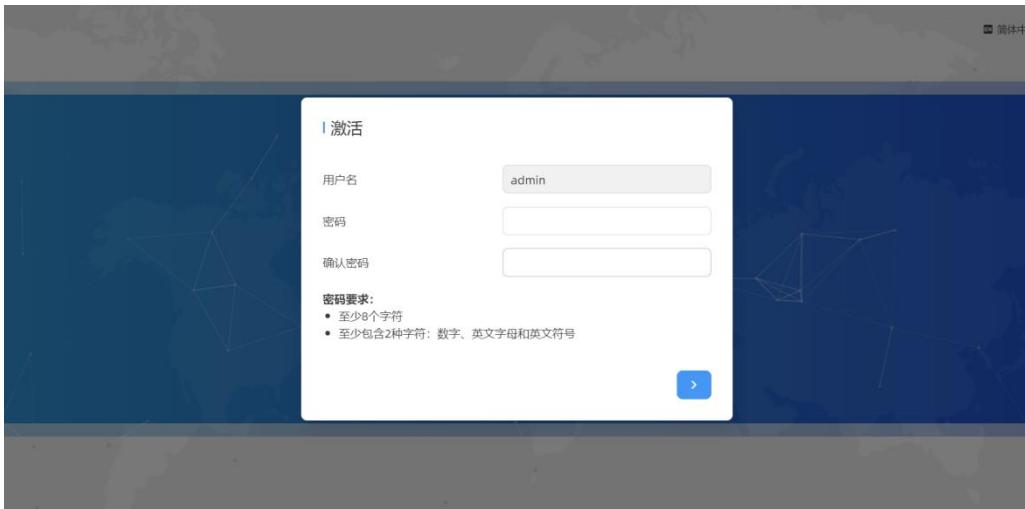 简体中
激活
用户名
admin
密码
确认密码
密码要求：
至少8个字符
至少包含2种字符：数字、英文字母和英文符号